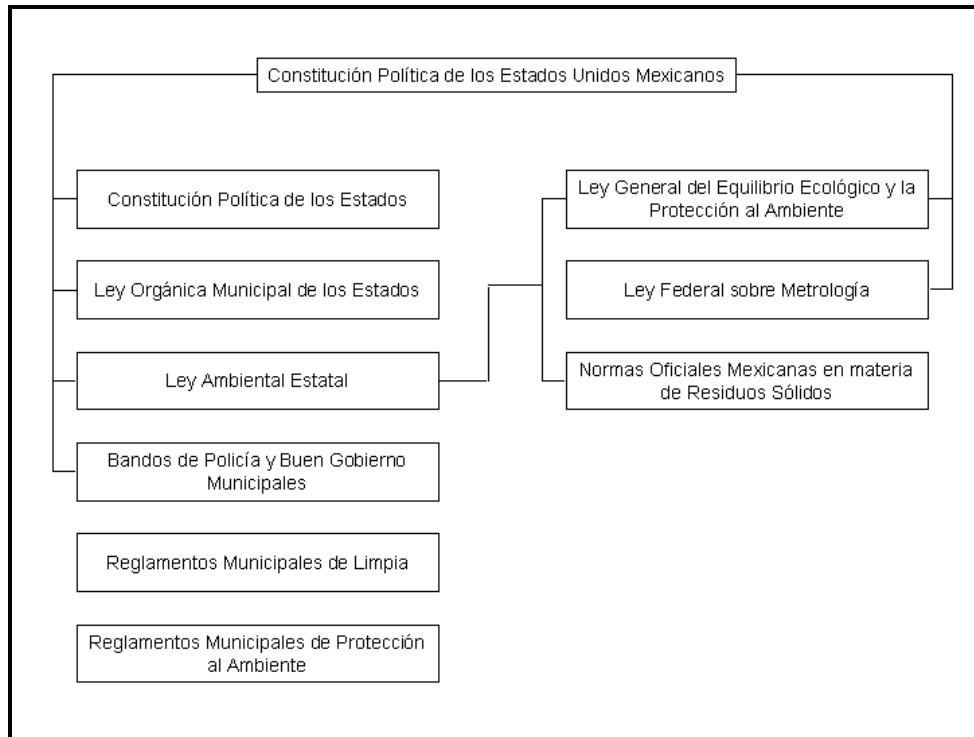 Constitución Política de los Estados Unidos Mexicanos
Constitución Política de los Estados
Ley Orgánica Municipal de los Estados
Ley Ambiental Estatal
Bandos de Policía y Buen Gobierno
Municipales
Reglamentos Municipales de Limpia
Reglamentos Municipales de Protección
al Ambiente
Ley General del Equilibrio Ecológico y la
Protección al Ambiente
Ley Federal sobre Metrología
Normas Oficiales Mexicanas en materia
de Residuos Sólidos